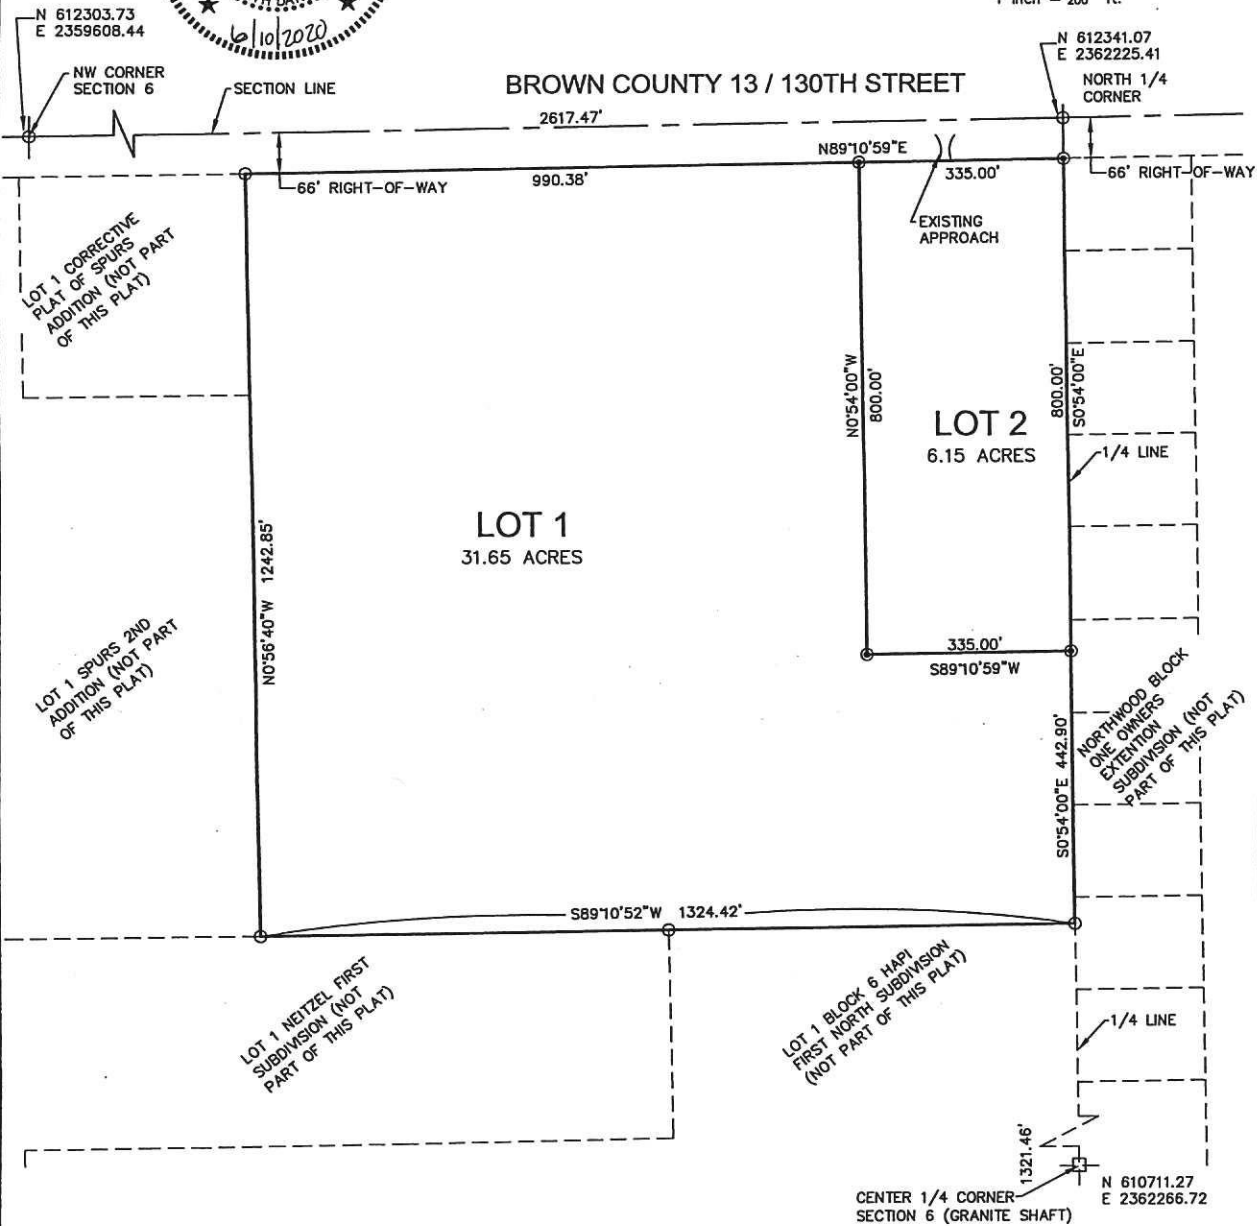 N 612303.73
E 2359608.44
6/10/2020
N 612341.07
E 2362225.41
NW CORNER
SECTION 6
SECTION LINE
BROWN COUNTY 13 / 130TH STREET
NORTH 1/4
CORNER
2617.47'
N89°10'59"E
66' RIGHT-OF-WAY
990.38'
335.00'
66' RIGHT-OF-WAY
EXISTING
APPROACH
LOT 1 CORRECTIVE
PLAT OF SPURS
ADDITION (NOT PART
OF THIS PLAT)
N0°54'00"W
800.00'
800.00'
S0°54'00"E
LOT 2
6.15 ACRES
1/4 LINE
LOT 1
31.65 ACRES
N0°56'40"W 1242.85'
LOT 1 SPURS 2ND
ADDITION (NOT PART
OF THIS PLAT)
335.00'
S89°10'59"W
NORTHWOOD BLOCK
ONE OWNERS
EXTENTION
SUBDIVISION (NOT
PART OF THIS PLAT)
S0°54'00"E 442.90'
S89°10'52"W 1324.42'
LOT 1 NEITZEL FIRST
SUBDIVISION (NOT
PART OF THIS PLAT)
LOT 1 BLOCK 6 HAPI
FIRST NORTH SUBDIVISION
(NOT PART OF THIS PLAT)
1/4 LINE
1321.46'
CENTER 1/4 CORNER
SECTION 6 (GRANITE SHAFT)
N 610711.27
E 2362266.72